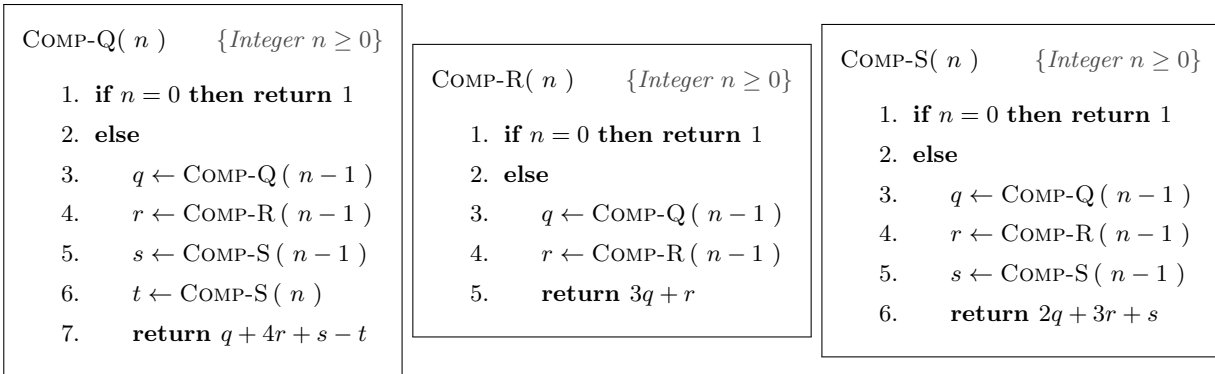 COMP-Q( n ) {Integer n ≥ 0}
1. if n = 0 then return 1
2. else
3. q ← COMP-Q ( n − 1 )
4. r ← COMP-R ( n − 1 )
5. s ← COMP-S ( n − 1 )
6. t ← COMP-S ( n )
7. return q + 4r + s − t
COMP-R( n ) {Integer n ≥ 0}
1. if n = 0 then return 1
2. else
3. q ← COMP-Q ( n − 1 )
4. r ← COMP-R ( n − 1 )
5. return 3q + r
COMP-S( n ) {Integer n ≥ 0}
1. if n = 0 then return 1
2. else
3. q ← COMP-Q ( n − 1 )
4. r ← COMP-R ( n − 1 )
5. s ← COMP-S ( n − 1 )
6. return 2q + 3r + s